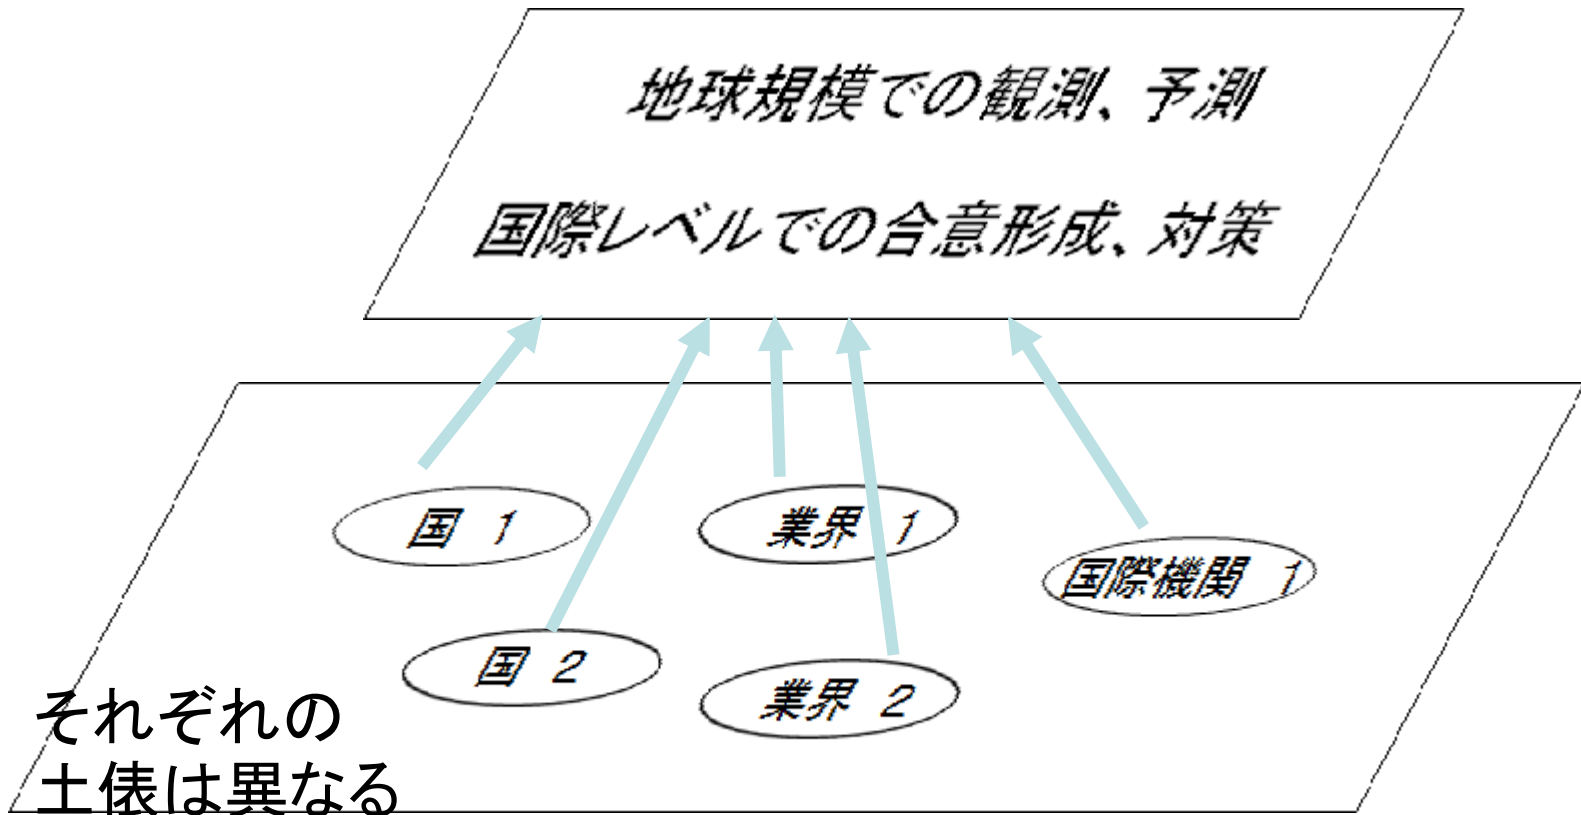 地球規模での観測、予測
国際レベルでの合意形成、対策
国 1
業界 1
国際機関 1
国 2
業界 2
それぞれの
土俵は異なる